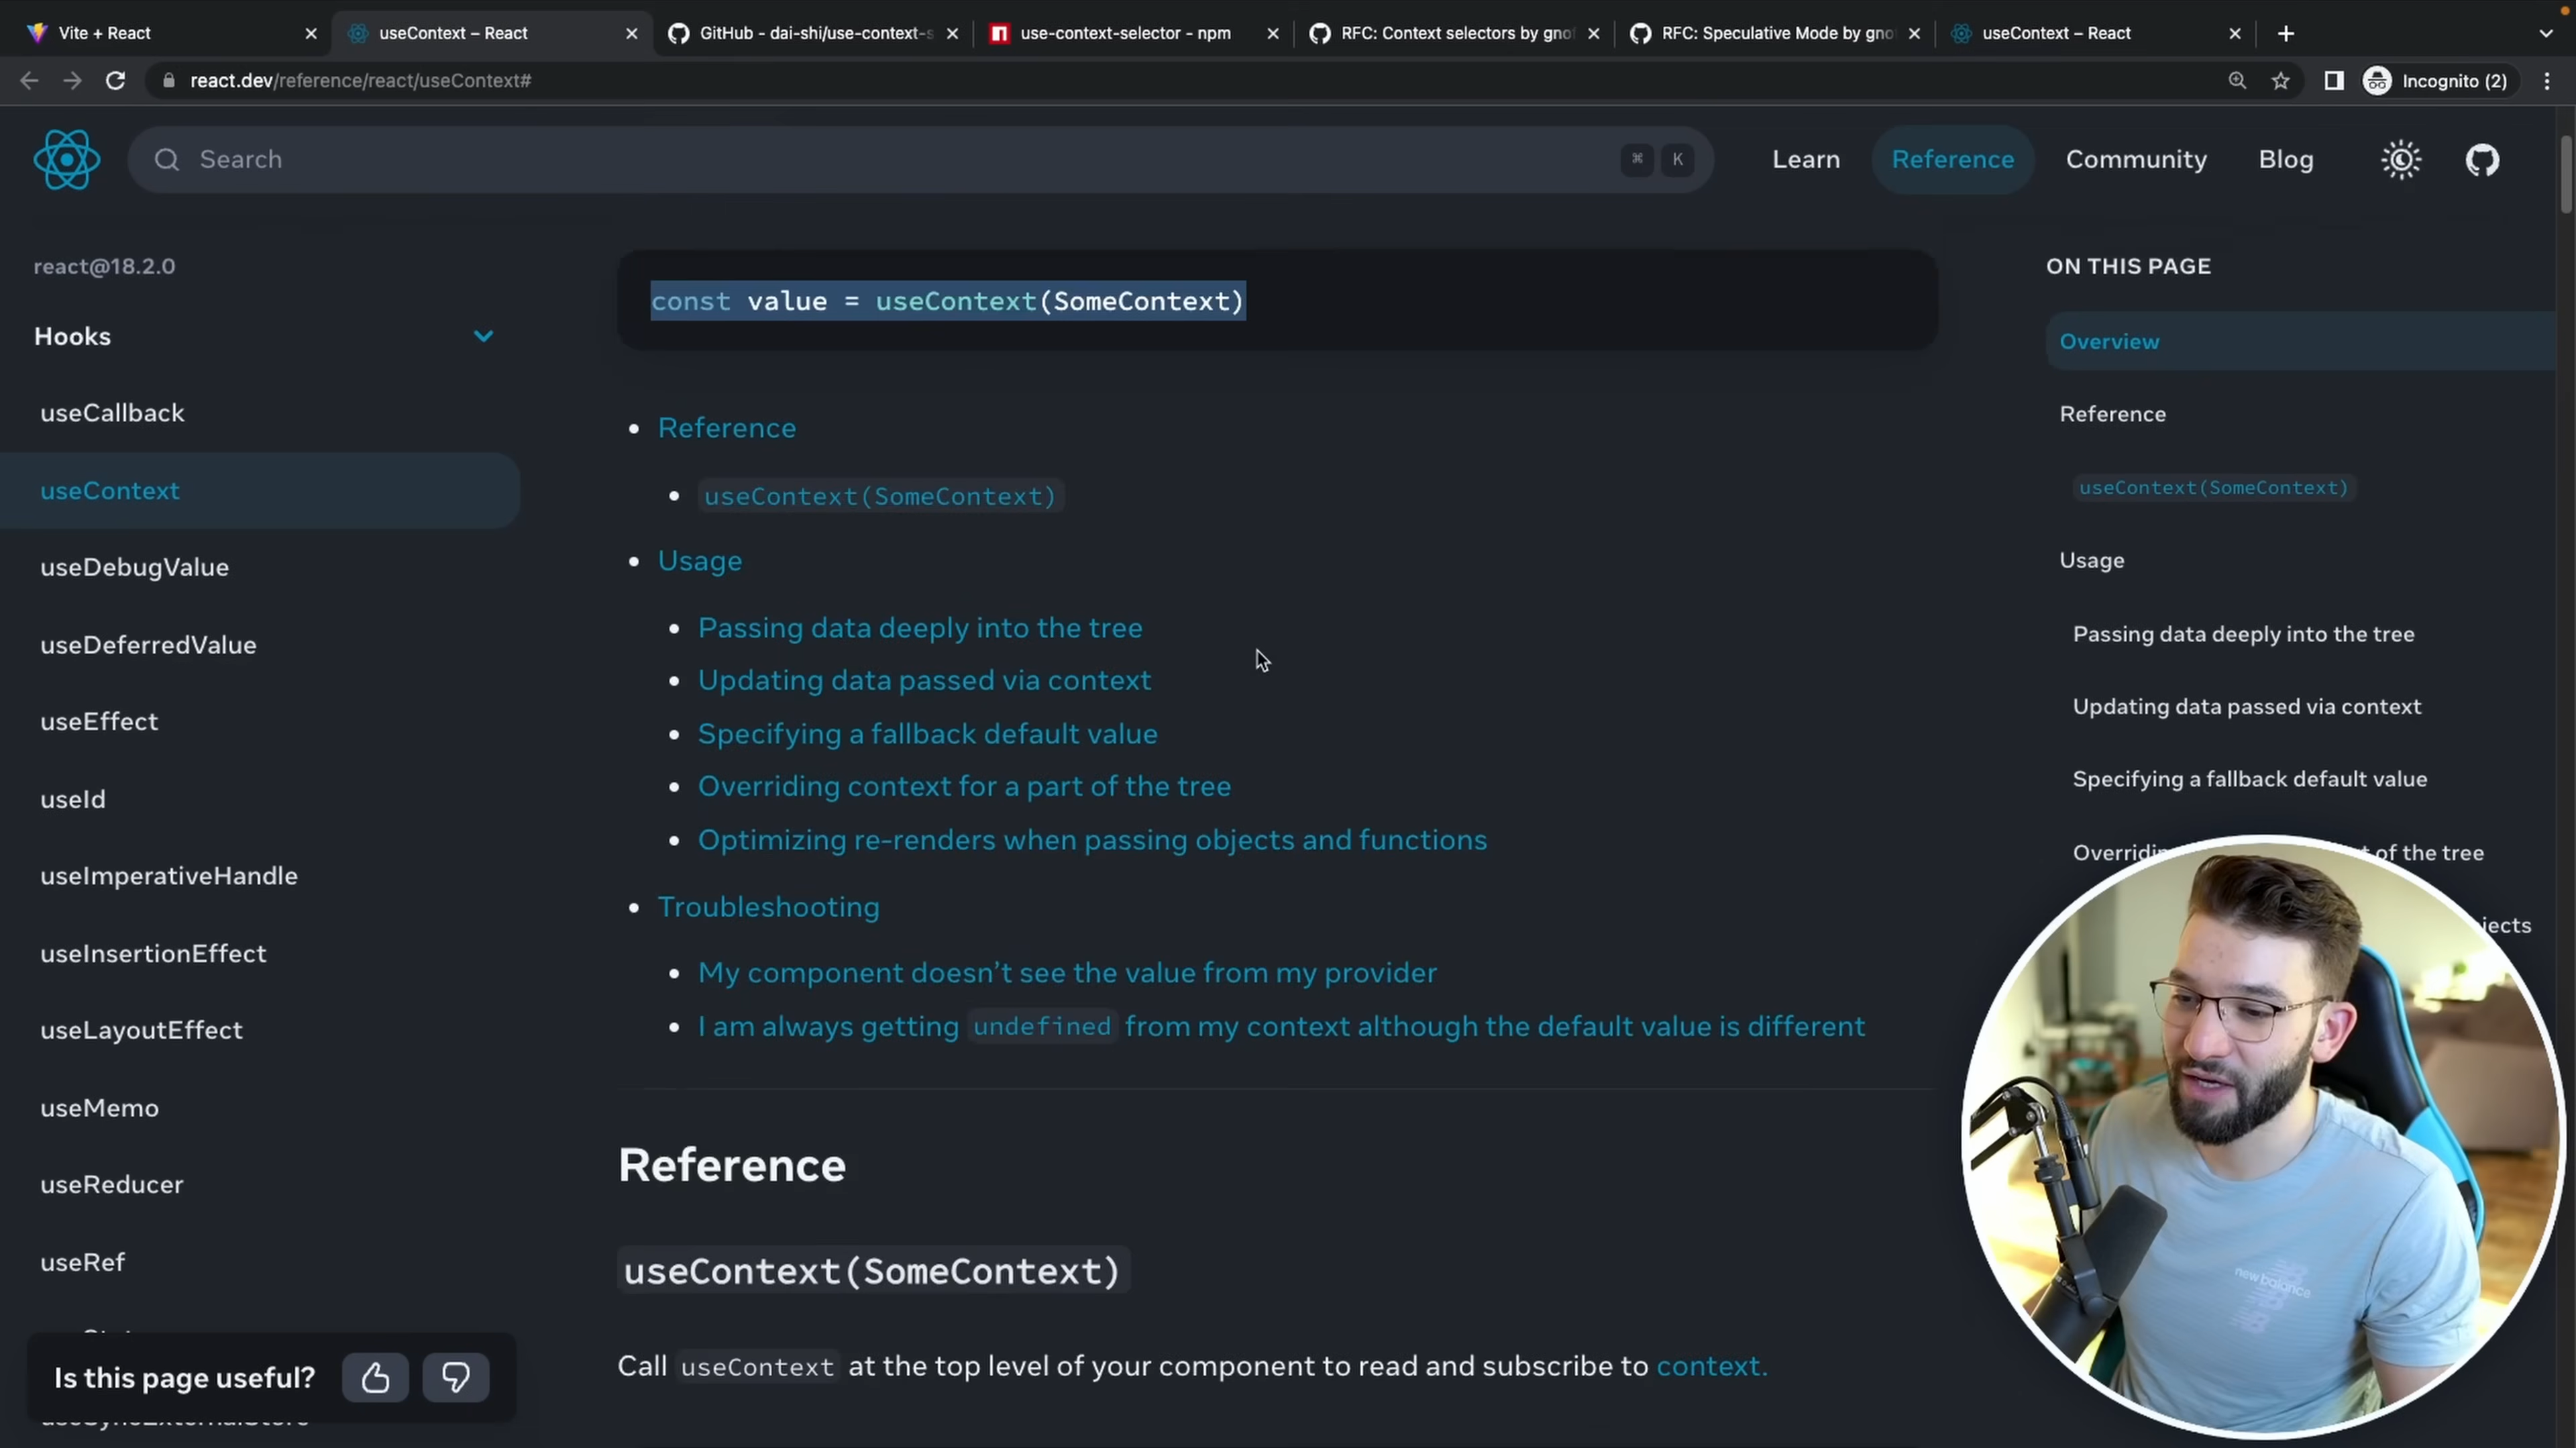 Vite + React
useContext – React
GitHub - dai-shi/use-context-s
use-context-selector - npm
RFC: Context selectors by gno
RFC: Speculative Mode by gno
useContext – React
react.dev/reference/react/useContext#
Incognito (2)
Search
⌘ K
Learn
Reference
Community
Blog
react@18.2.0
Hooks
useCallback
useContext
useDebugValue
useDeferredValue
useEffect
useId
useImperativeHandle
useInsertionEffect
useLayoutEffect
useMemo
useReducer
useRef
Is this page useful?
const value = useContext(SomeContext)
Reference
useContext(SomeContext)
Usage
Passing data deeply into the tree
Updating data passed via context
Specifying a fallback default value
Overriding context for a part of the tree
Optimizing re-renders when passing objects and functions
Troubleshooting
My component doesn’t see the value from my provider
I am always getting undefined from my context although the default value is different
Reference
useContext(SomeContext)
Call useContext at the top level of your component to read and subscribe to context.
ON THIS PAGE
Overview
Reference
useContext(SomeContext)
Usage
Passing data deeply into the tree
Updating data passed via context
Specifying a fallback default value
of the tree
new balance